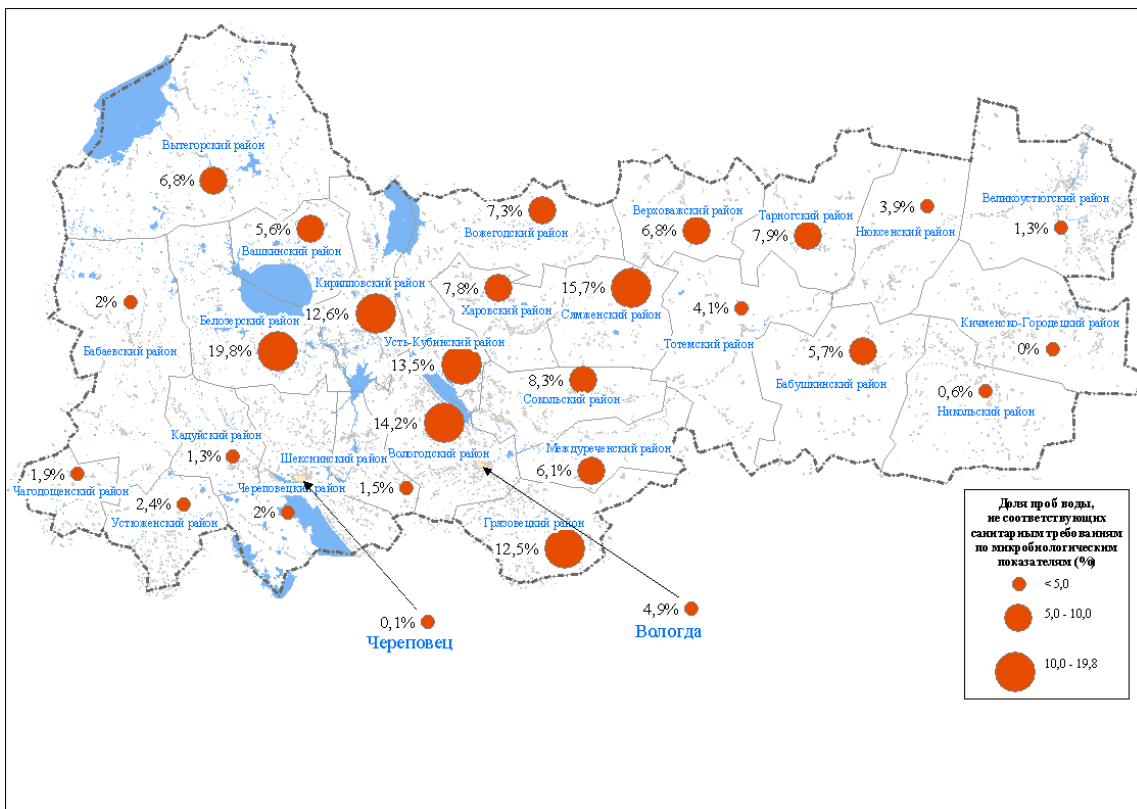 Вытегорский район
6,8%
5,6%
Вашкинский район
7,3%
Вожегодский район
Верховажский район
6,8%
Тарногский район
7,9%
3,9%
Нюксенский район
Великоустюгский район
1,3%
2%
Бабаевский район
Белозерский район
19,8%
Кирилловский район
12,6%
7,8%
Харовский район
15,7%
Сямженский район
4,1%
Тотемский район
5,7%
Бабушкинский район
Кичменско-Городецкий район
0%
0,6%
Никольский район
Усть-Кубинский район
13,5%
8,3%
Сокольский район
14,2%
Вологодский район
Междуреченский район
6,1%
Кадуйский район
1,3%
Шекснинский район
1,5%
1,9%
Чагодощенский район
2,4%
Устюженский район
Череповецкий район
2%
Грязовецкий район
12,5%
0,1%
Череповец
4,9%
Вологда
Доля проб воды,
не соответствующих
санитарным требованиям
по микробиологическим
показателям (%)
< 5,0
5,0 - 10,0
10,0 - 19,8